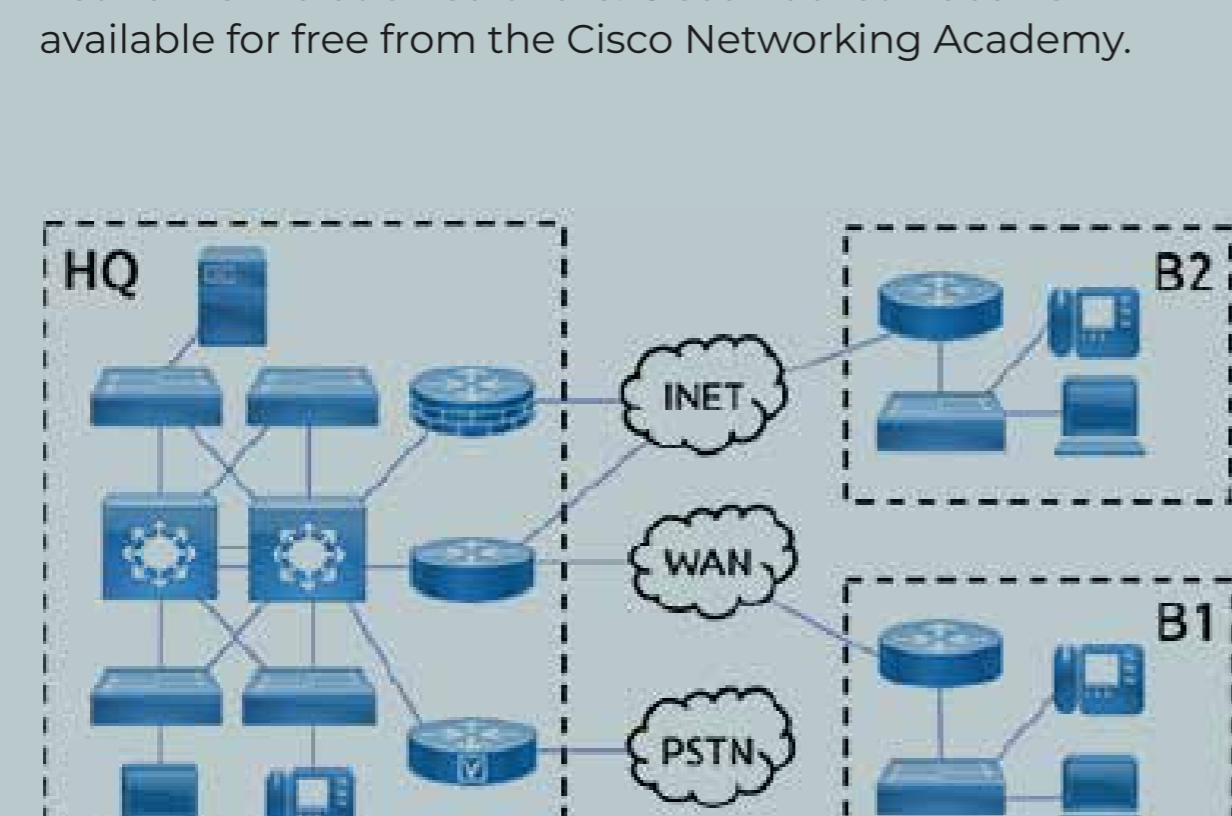 available for free from the Cisco Networking Academy.
HQ
B2
INET
WAN
B1
PSTN
V